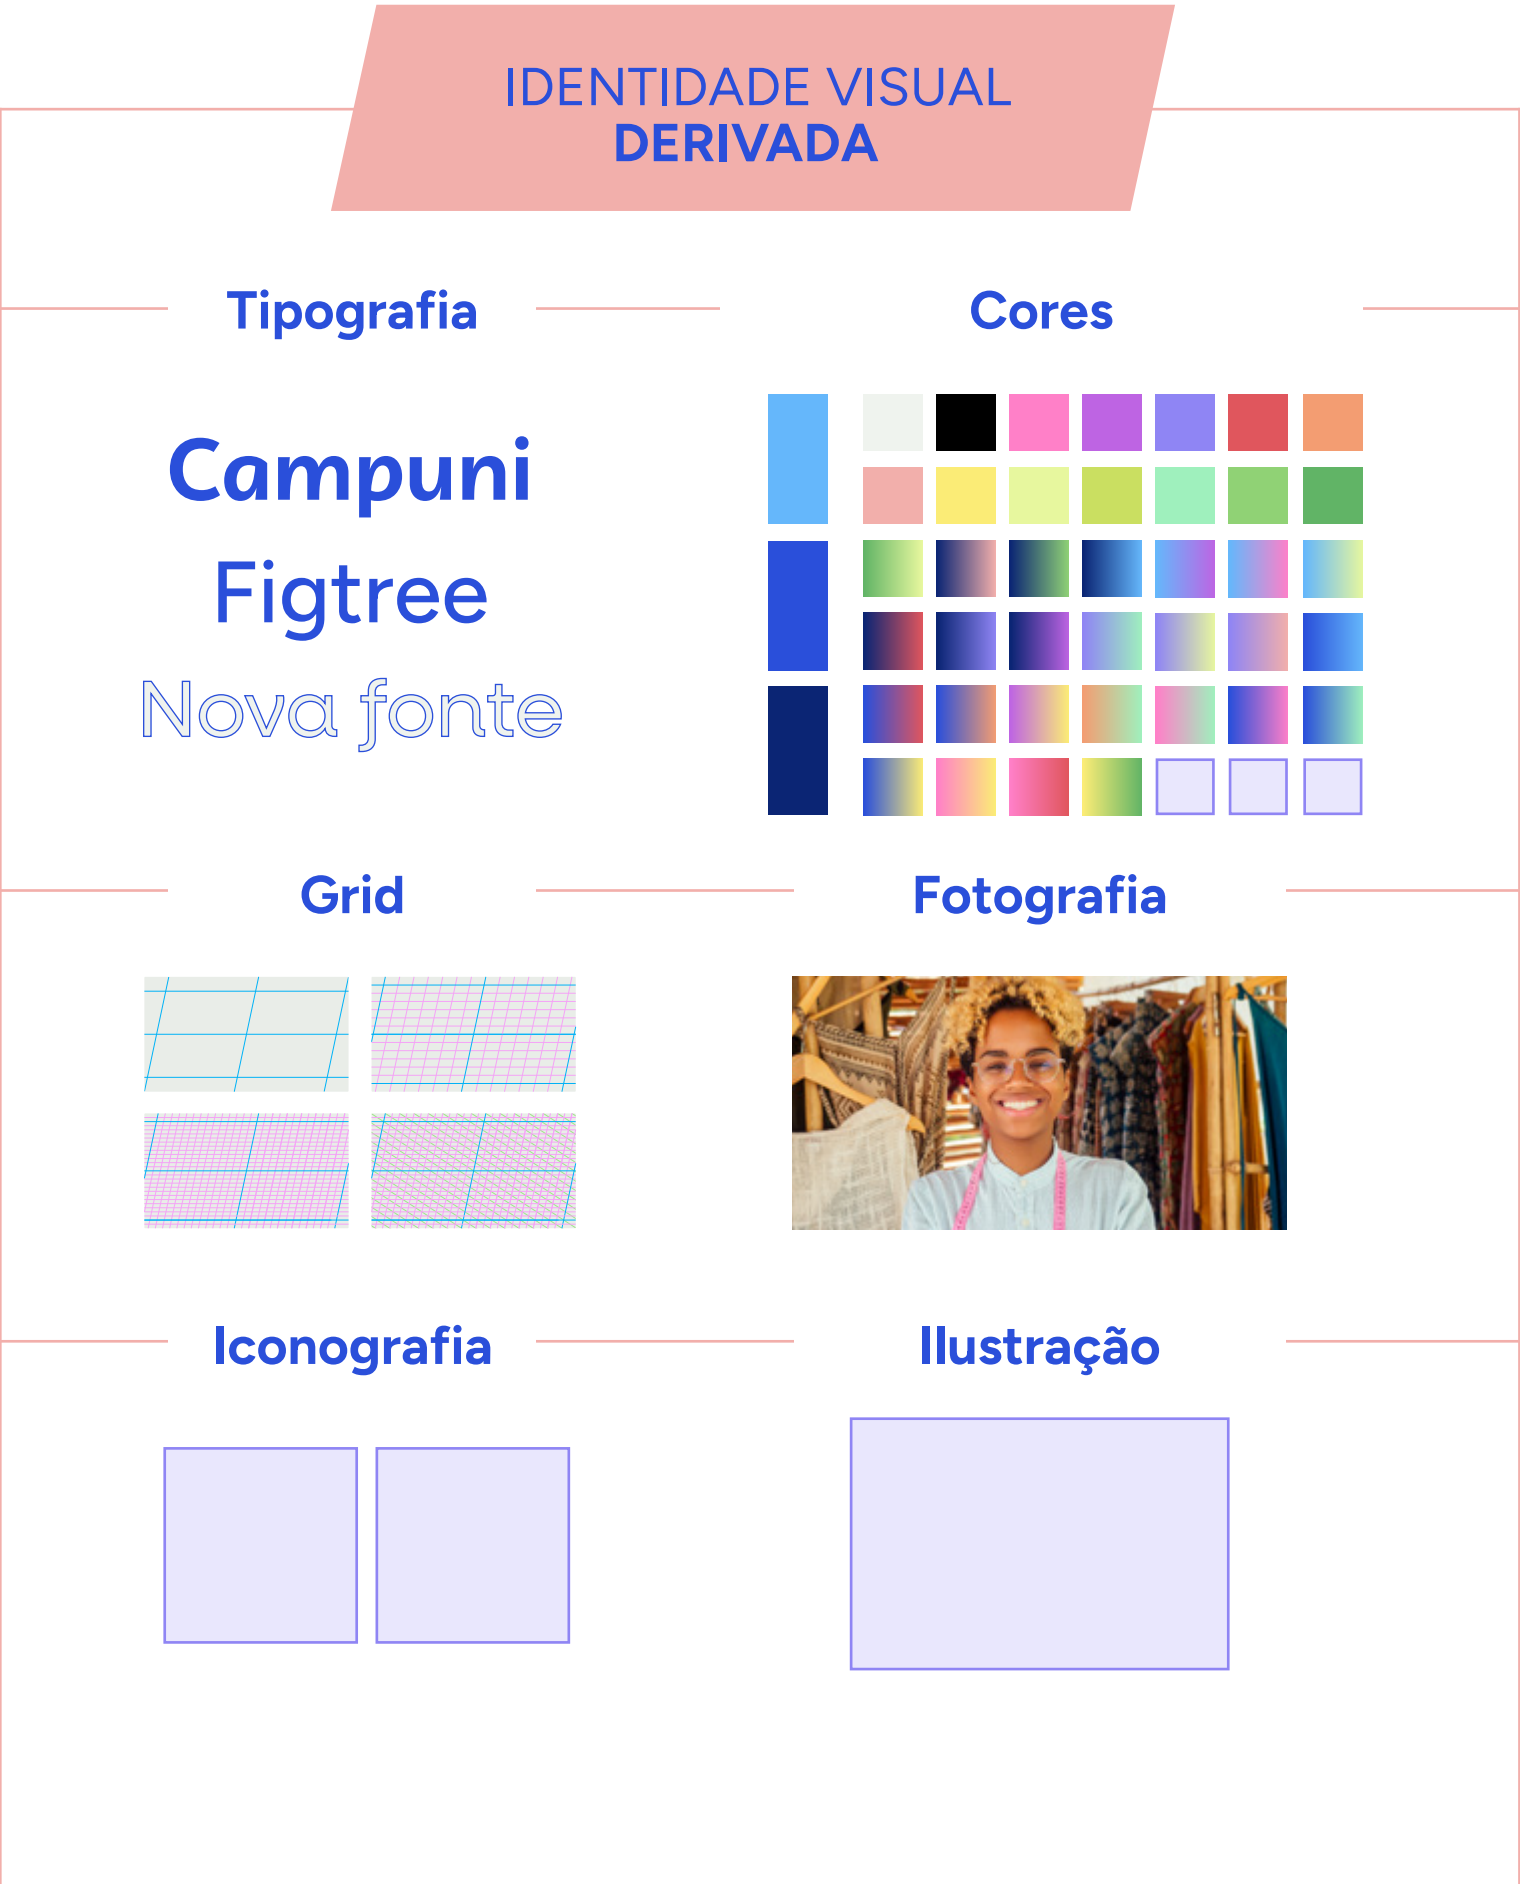 IDENTIDADE VISUAL
DERIVADA
Tipografia
Cores
Campuni
Figtree
Nova fonte
Grid
Fotografia
Iconografia
Ilustração